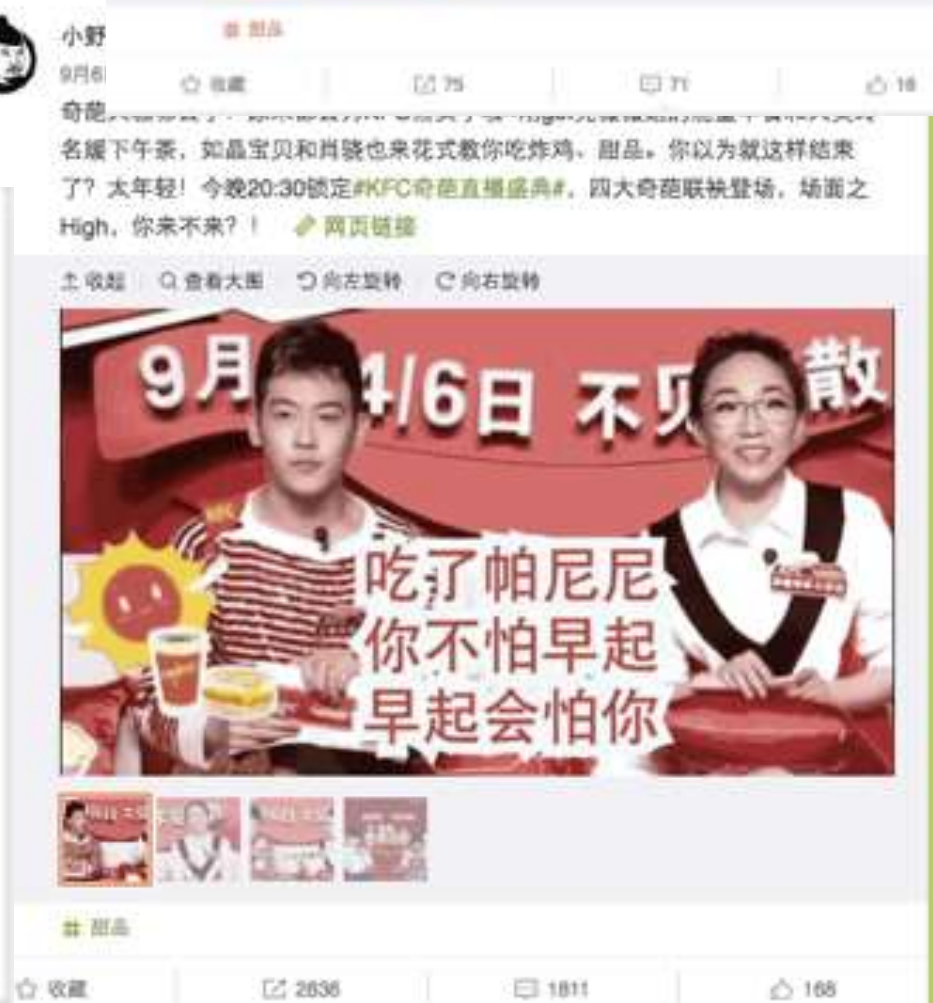 甜品
小野
收藏 75 71 16
9月6
名媛下午茶，如晶宝贝和肖骁也来花式教你吃炸鸡、甜品。你以为就这样结束
了？太年轻！今晚20:30锁定#KFC奇葩直播盛典#，四大奇葩联袂登场，场面之
High，你来不来？！ 网页链接
收起 查看大图 向左旋转 向右旋转
9月 4/6日 不见 散
吃了帕尼尼
你不怕早起
早起会怕你
甜品
收藏 2636 1811 168